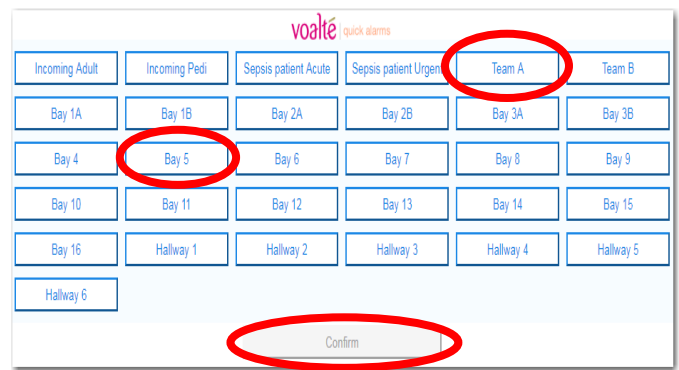 voalté | quick alarms
Incoming Adult Incoming Pedi Sepsis patient Acute Sepsis patient Urgen Team A Team B
Bay 1A Bay 1B Bay 2A Bay 2B Bay 3A Bay 3B
Bay 4 Bay 5 Bay 6 Bay 7 Bay 8 Bay 9
Bay 10 Bay 11 Bay 12 Bay 13 Bay 14 Bay 15
Bay 16 Hallway 1 Hallway 2 Hallway 3 Hallway 4 Hallway 5
Hallway 6
Confirm